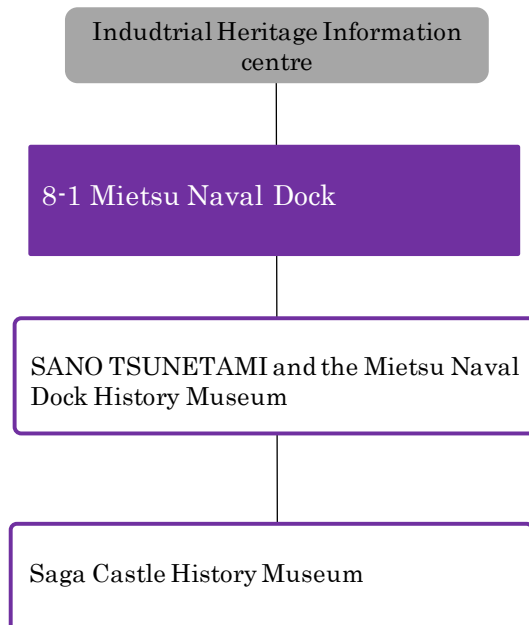 Indudtrial Heritage Information
centre
8-1 Mietsu Naval Dock
SANO TSUNETAMI and the Mietsu Naval
Dock History Museum
Saga Castle History Museum